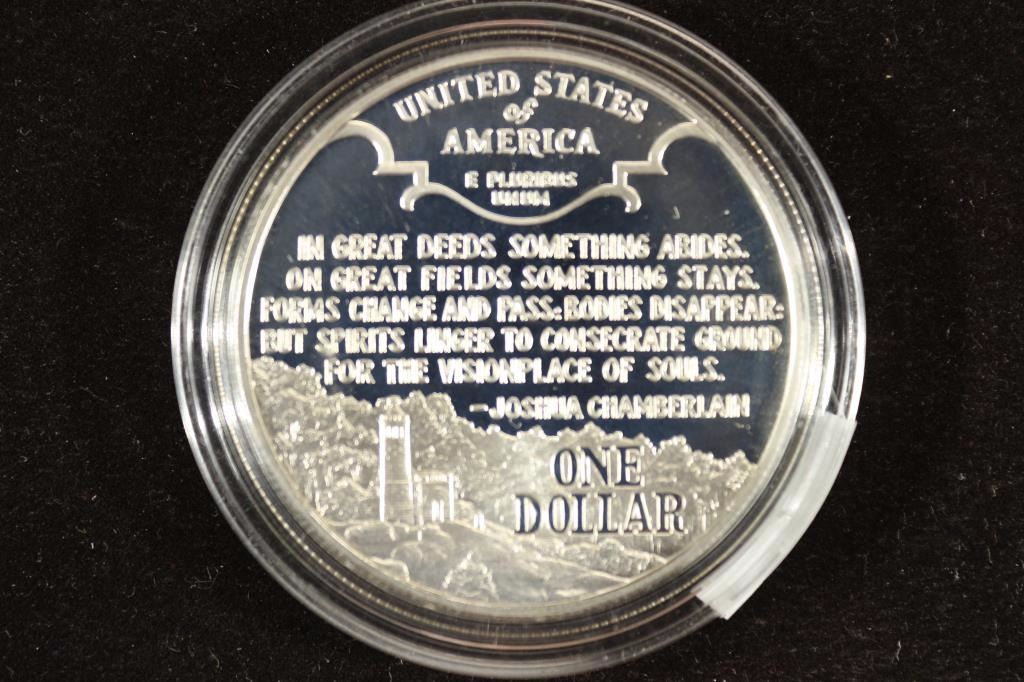 UNITED STATES
of
AMERICA
E PLURIBUS
UNUM
IN GREAT DEEDS SOMETHING ABIDES.
ON GREAT FIELDS SOMETHING STAYS.
FORMS CHANGE AND PASS: BODIES DISAPPEAR:
BUT SPIRITS LINGER TO CONSECRATE GROUND
FOR THE VISIONPLACE OF SOULS.
-JOSHUA CHAMBERLAIN
ONE
DOLLAR